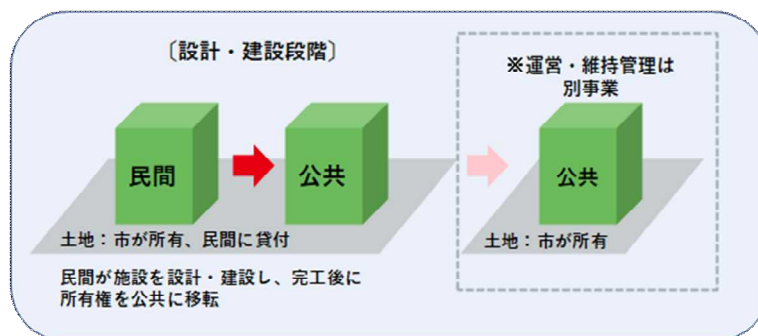 〔設計・建設段階〕
※運営・維持管理は
別事業
民間
公共
公共
土地：市が所有、民間に貸付
土地：市が所有
民間が施設を設計・建設し、完工後に
所有権を公共に移転